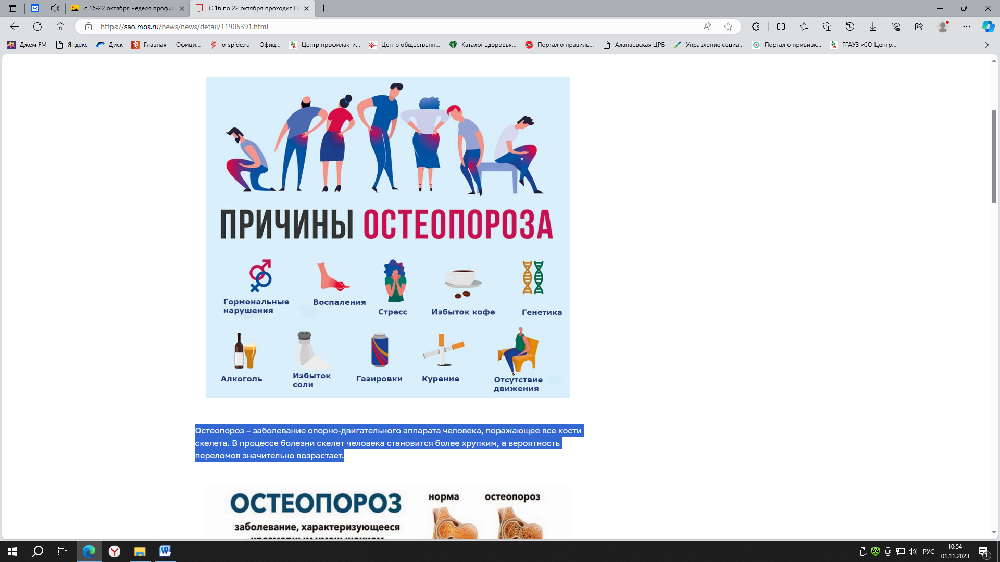 с 16-22 октября неделя профил
С 16 по 22 октября проходит Не
https://sao.mos.ru/news/news/detail/11905391.html
Джем FM
Яндекс
Диск
Главная — Офици...
o-spide.ru — Офиц...
Центр профилакти...
Центр общественн...
Каталог здоровья...
Портал о правиль...
Алапаевская ЦРБ
Управление социа...
Портал о прививк...
ГГАУЗ «СО Центр...
ПРИЧИНЫ ОСТЕОПОРОЗА
Гормональные
нарушения
Воспаления
Стресс
Избыток кофе
Генетика
Алкоголь
Избыток
соли
Газировки
Курение
Отсутствие
движения
Остеопороз – заболевание опорно-двигательного аппарата человека, поражающее все кости
скелета. В процессе болезни скелет человека становится более хрупким, а вероятность
переломов значительно возрастает.
ОСТЕОПОРОЗ
норма
остеопороз
заболевание, характеризующееся
чрезмерным уменьшением
РУС
10:54
01.11.2023
1